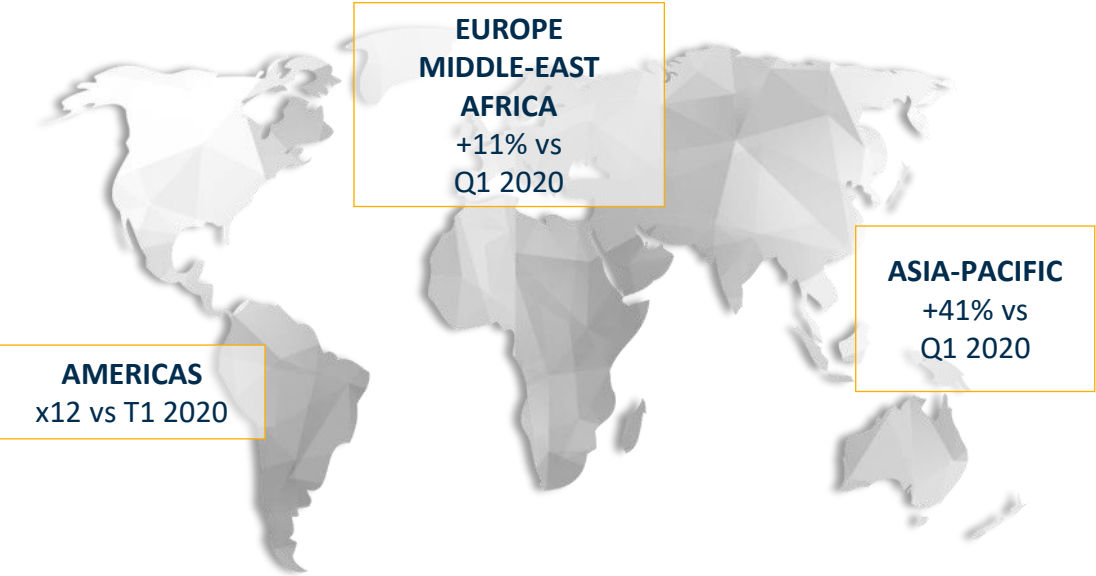 EUROPE
MIDDLE-EAST
AFRICA
+11% vs
Q1 2020
ASIA-PACIFIC
+41% vs
Q1 2020
AMERICAS
x12 vs T1 2020